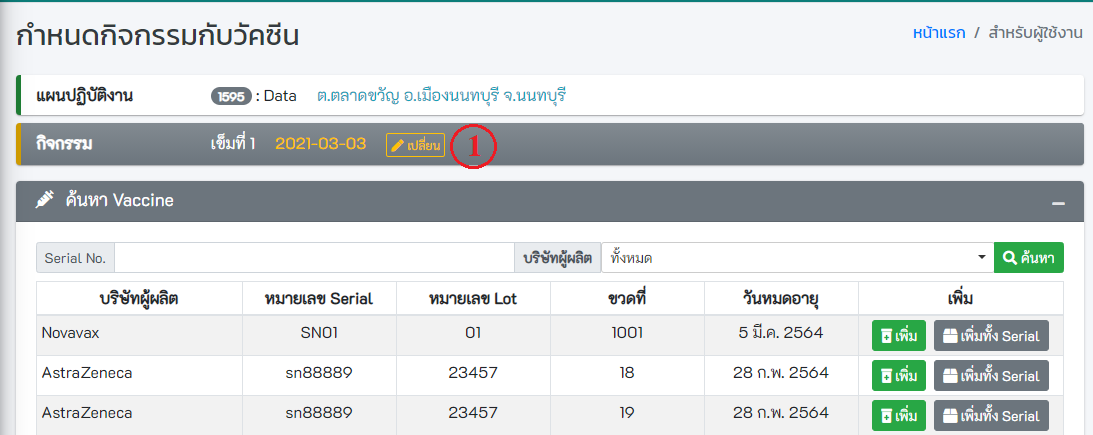 กำหนดกิจกรรมกับวัคซีน
หน้าแรก / สำหรับผู้ใช้งาน
แผนปฏิบัติงาน 1595 : Data ต.ตลาดขวัญ อ.เมืองนนทบุรี จ.นนทบุรี
กิจกรรม เข็มที่ 1 2021-03-03 เปลี่ยน 1
ค้นหา Vaccine
Serial No. บริษัทผู้ผลิต ทั้งหมด ค้นหา
บริษัทผู้ผลิต หมายเลข Serial หมายเลข Lot ขวดที่ วันหมดอายุ เพิ่ม
Novavax SN01 01 1001 5 มี.ค. 2564 เพิ่ม เพิ่มทั้ง Serial
AstraZeneca sn88889 23457 18 28 ก.พ. 2564 เพิ่ม เพิ่มทั้ง Serial
AstraZeneca sn88889 23457 19 28 ก.พ. 2564 เพิ่ม เพิ่มทั้ง Serial